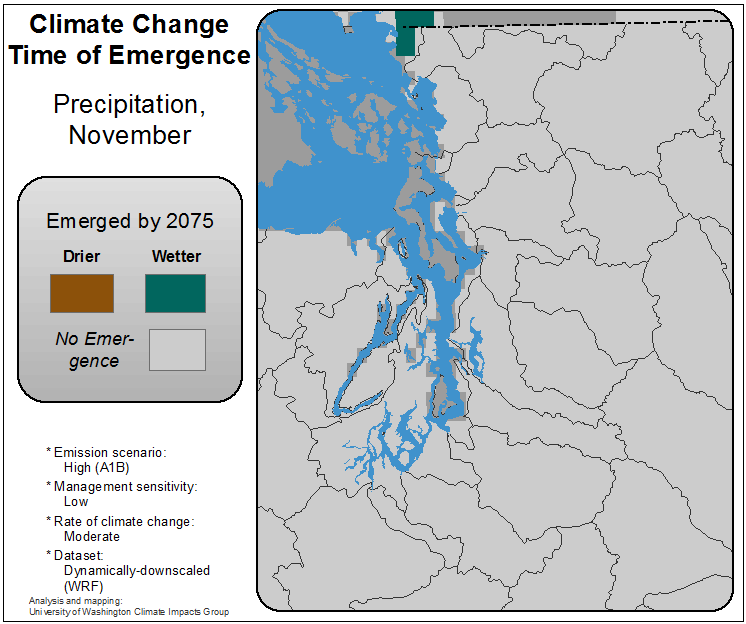 Climate Change
Time of Emergence
Precipitation,
November
Emerged by 2075
Drier Wetter
No Emer-
gence
* Emission scenario:
High (A1B)
* Management sensitivity:
Low
* Rate of climate change:
Moderate
* Dataset:
Dynamically-downscaled
(WRF)
Analysis and mapping:
University of Washington Climate Impacts Group